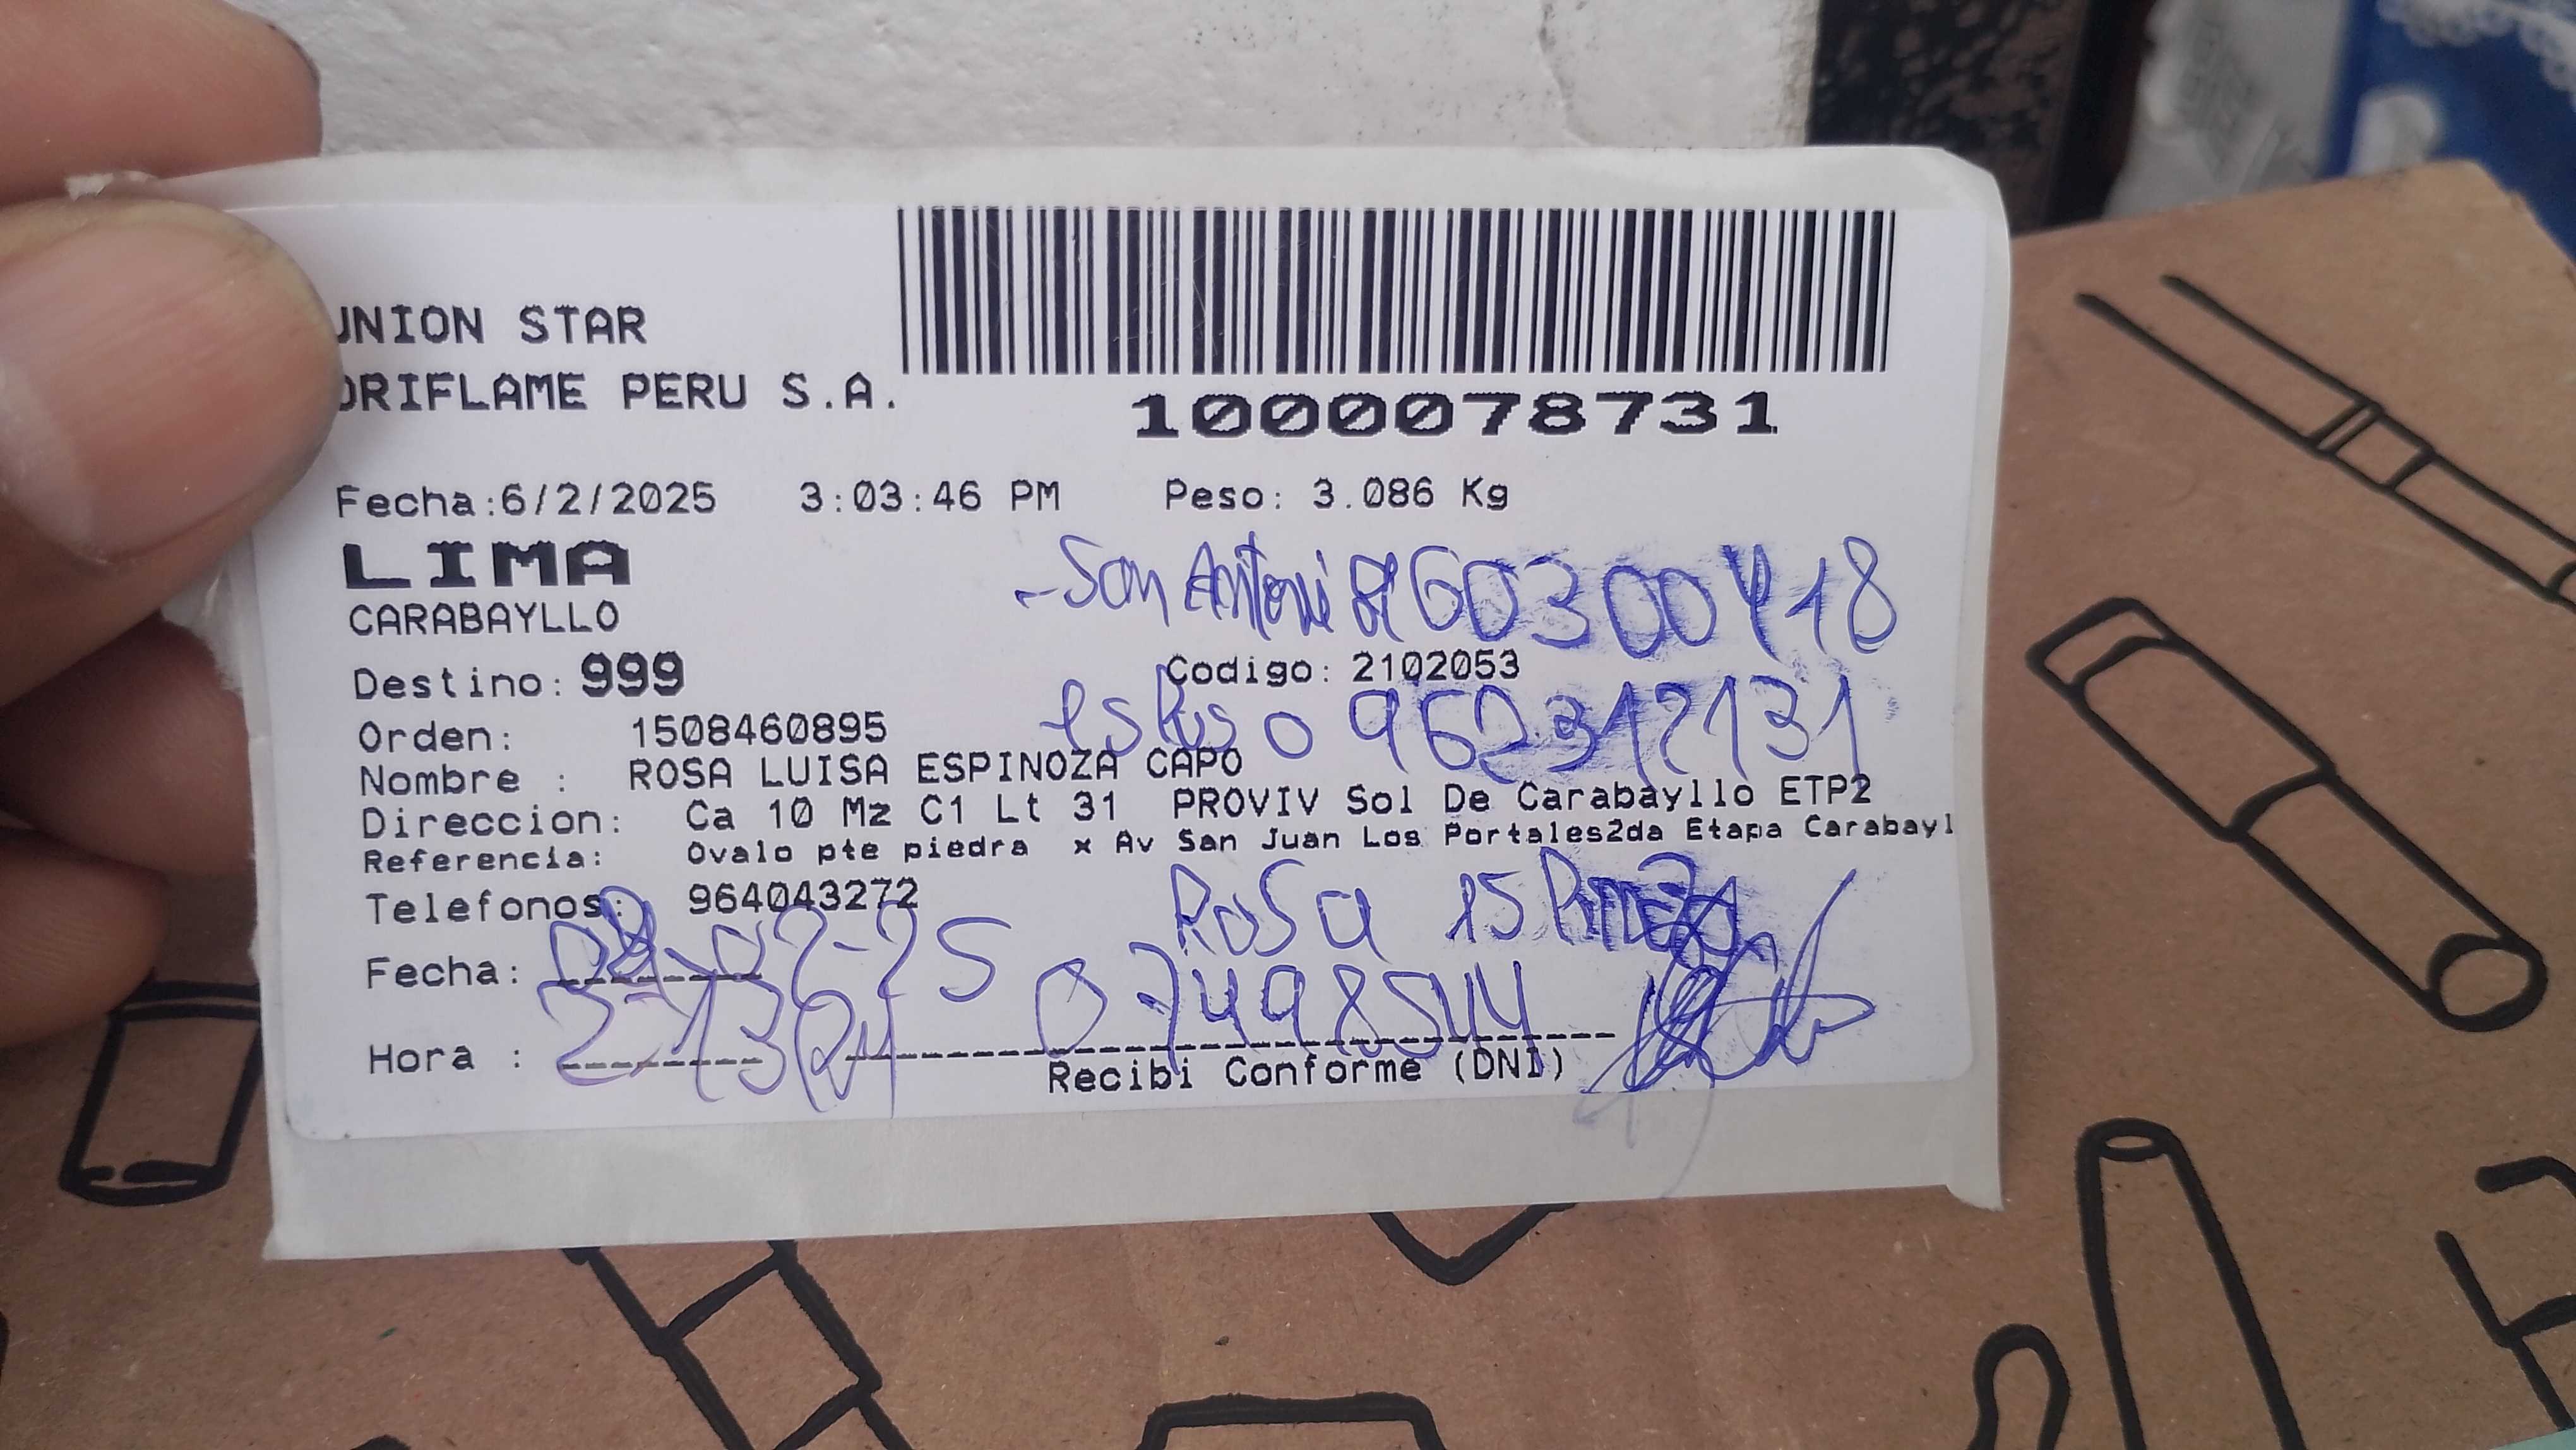 UNION STAR
ORIFLAME PERU S.A.
1000078731
Fecha:6/2/2025 3:03:46 PM Peso: 3.086 Kg
LIMA
CARABAYLLO
Destino: 999 Codigo: 2102053
Orden: 1508460895
Nombre : ROSA LUISA ESPINOZA CAPO
Direccion: Ca 10 Mz C1 Lt 31 PROVIV Sol De Carabayllo ETP2
Referencia: Ovalo pte piedra x Av San Juan Los Portales2da Etapa Carabayl
Telefonos: 964043272
Rosa
Fecha: -02-25
07498544
Hora :
Recibi Conforme (DNI)